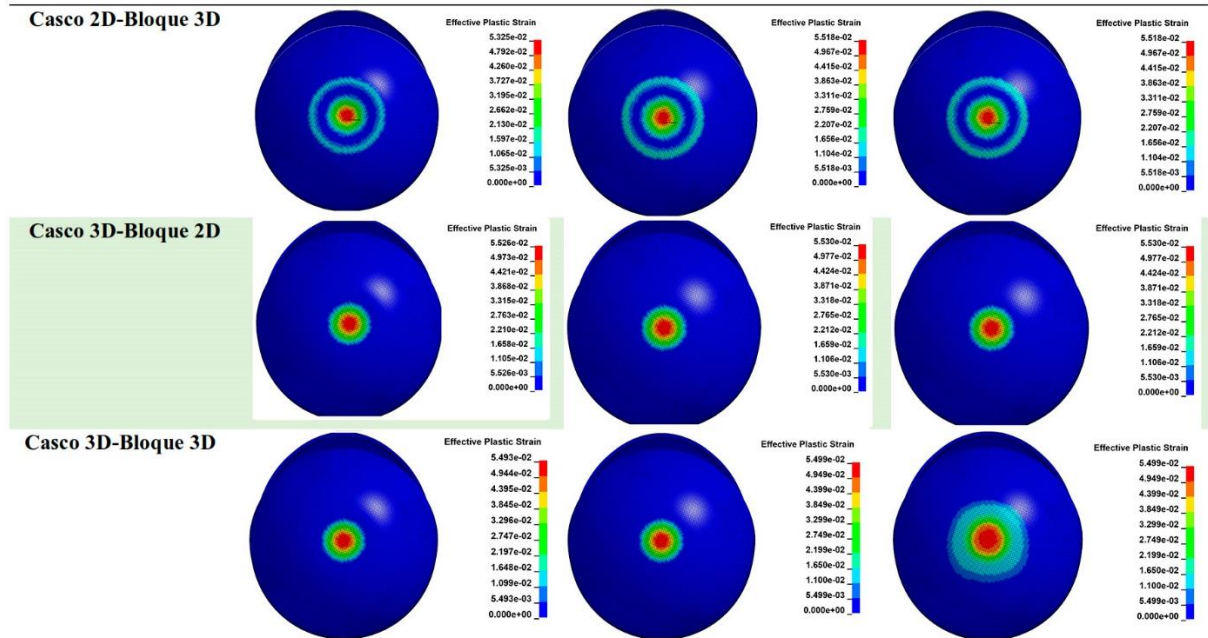 Casco 2D-Bloque 3D
Effective Plastic Strain
5.325e-02
4.792e-02
4.260e-02
3.727e-02
3.195e-02
2.662e-02
2.130e-02
1.597e-02
1.065e-02
5.325e-03
0.000e+00
Effective Plastic Strain
5.518e-02
4.967e-02
4.415e-02
3.863e-02
3.311e-02
2.759e-02
2.207e-02
1.656e-02
1.104e-02
5.518e-03
0.000e+00
Effective Plastic Strain
5.518e-02
4.967e-02
4.415e-02
3.863e-02
3.311e-02
2.759e-02
2.207e-02
1.656e-02
1.104e-02
5.518e-03
0.000e+00
Casco 3D-Bloque 2D
Effective Plastic Strain
5.526e-02
4.973e-02
4.421e-02
3.868e-02
3.315e-02
2.763e-02
2.210e-02
1.658e-02
1.105e-02
5.526e-03
0.000e+00
Effective Plastic Strain
5.530e-02
4.977e-02
4.424e-02
3.871e-02
3.318e-02
2.765e-02
2.212e-02
1.659e-02
1.106e-02
5.530e-03
0.000e+00
Effective Plastic Strain
5.530e-02
4.977e-02
4.424e-02
3.871e-02
3.318e-02
2.765e-02
2.212e-02
1.659e-02
1.106e-02
5.530e-03
0.000e+00
Casco 3D-Bloque 3D
Effective Plastic Strain
5.493e-02
4.944e-02
4.395e-02
3.845e-02
3.296e-02
2.747e-02
2.197e-02
1.648e-02
1.099e-02
5.493e-03
0.000e+00
Effective Plastic Strain
5.499e-02
4.949e-02
4.399e-02
3.849e-02
3.299e-02
2.749e-02
2.199e-02
1.650e-02
1.100e-02
5.499e-03
0.000e+00
Effective Plastic Strain
5.499e-02
4.949e-02
4.399e-02
3.849e-02
3.299e-02
2.749e-02
2.199e-02
1.650e-02
1.100e-02
5.499e-03
0.000e+00